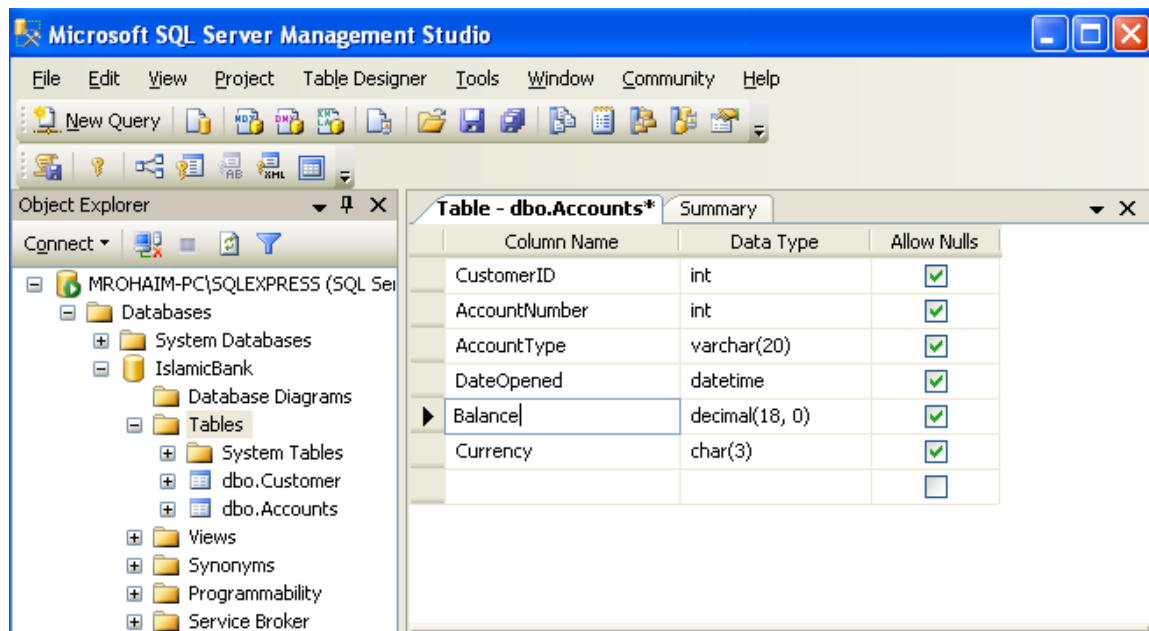 Microsoft SQL Server Management Studio
File Edit View Project Table Designer Tools Window Community Help
New Query
Object Explorer
Table - dbo.Accounts* Summary
Connect
Column Name Data Type Allow Nulls
MROHAIM-PC\SQLEXPRESS (SQL Ser
CustomerID int
Databases
AccountNumber int
System Databases
AccountType varchar(20)
IslamicBank
DateOpened datetime
Database Diagrams
Balance decimal(18, 0)
Tables
Currency char(3)
System Tables
dbo.Customer
dbo.Accounts
Views
Synonyms
Programmability
Service Broker